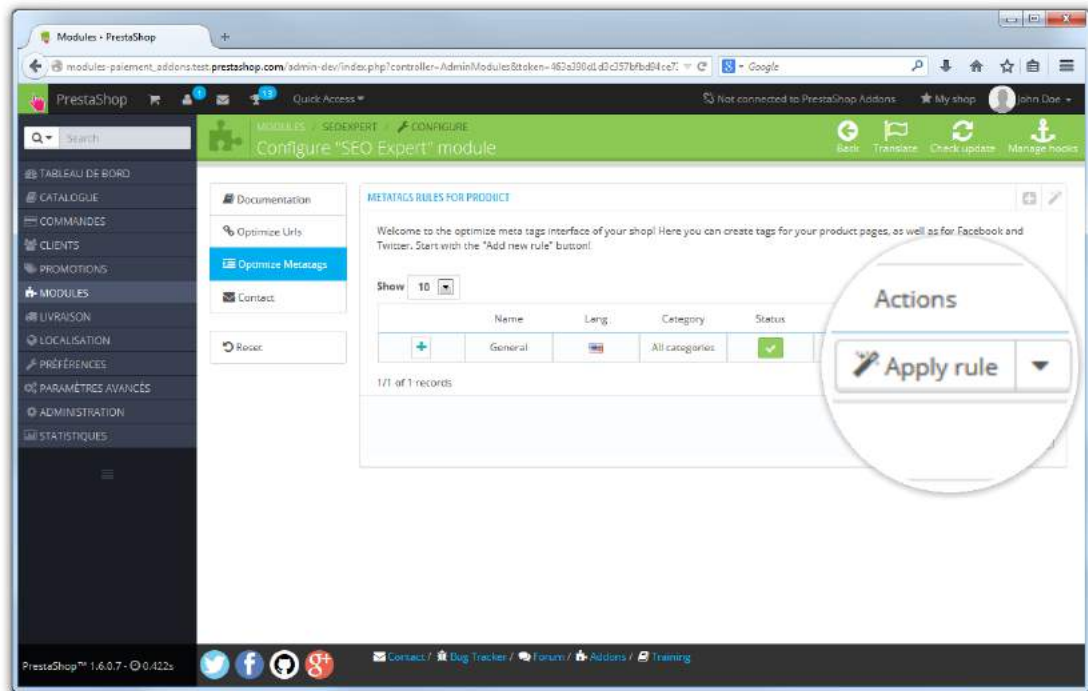 Modules • PrestaShop
modules-paiement_addons.test.prestashop.com/admin-dev/index.php?controller=AdminModules&token=
Google
PrestaShop
1
13
Quick Access
Not connected to PrestaShop Addons
My shop
John Doe
Search
MODULES / SEOEXPERT / CONFIGURE
Configure "SEO Expert" module
Back
Translate
Check update
Manage hooks
TABLEAU DE BORD
CATALOGUE
COMMANDES
CLIENTS
PROMOTIONS
MODULES
LIVRAISON
LOCALISATION
PRÉFÉRENCES
PARAMÈTRES AVANCÉS
ADMINISTRATION
STATISTIQUES
Documentation
Optimize Urls
Optimize Metatags
Contact
Reset
METATAGS RULES FOR PRODUCT
Welcome to the optimize meta tags interface of your shop! Here you can create tags for your product pages, as well as for Facebook and
Twitter. Start with the "Add new rule" button!
Show 10
Name Lang. Category Status
General All categories
1/1 of 1 records
Actions
Apply rule
PrestaShop™ 1.6.0.7 - 0.422s
Contact / Bug Tracker / Forum / Addons / Training